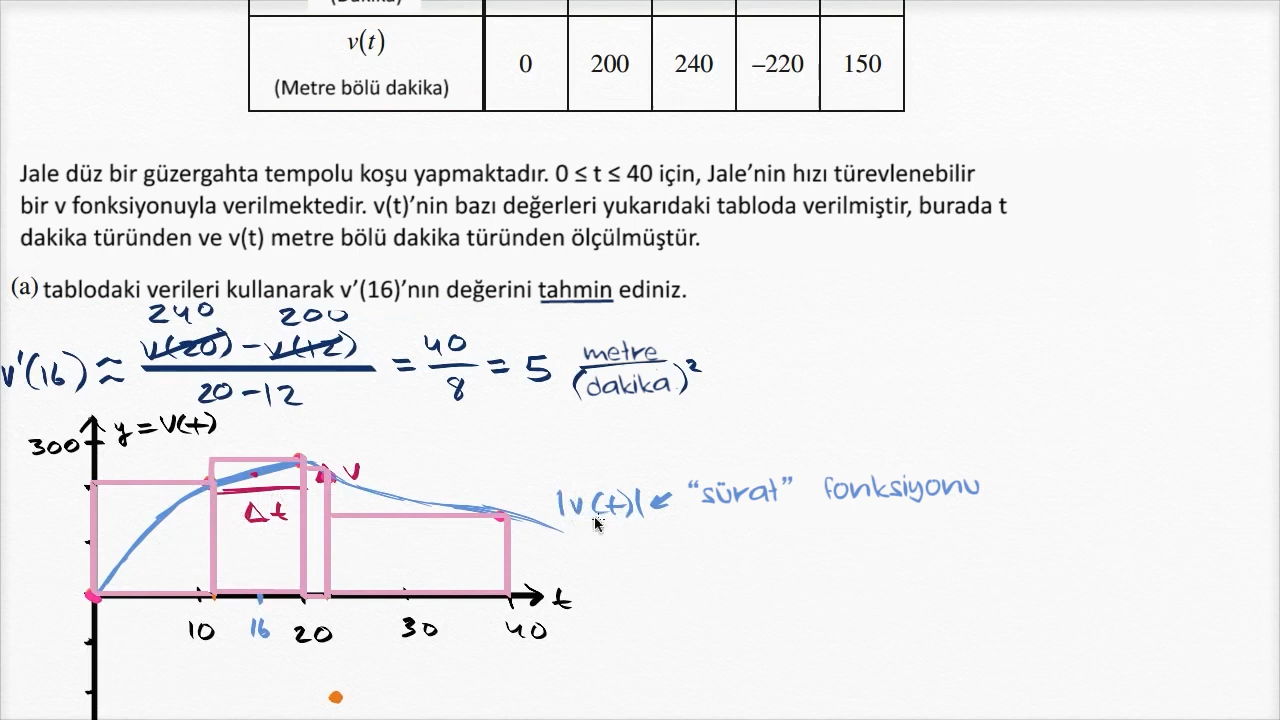 (Dakika)
v(t)
(Metre bölü dakika)
0 200 240 –220 150
Jale düz bir güzergahta tempolu koşu yapmaktadır. 0 ≤ t ≤ 40 için, Jale’nin hızı türevlenebilir
bir v fonksiyonuyla verilmektedir. v(t)’nin bazı değerleri yukarıdaki tabloda verilmiştir, burada t
dakika türünden ve v(t) metre bölü dakika türünden ölçülmüştür.
(a) tablodaki verileri kullanarak v’(16)’nın değerini tahmin ediniz.
240 200
v'(16) ≈ v(20) - v(12) / 20-12 = 40/8 = 5 metre/(dakika)²
y = v(t)
300
Δv
Δt
|v(t)| ← “sürat” fonksiyonu
t
10 16 20 30 40